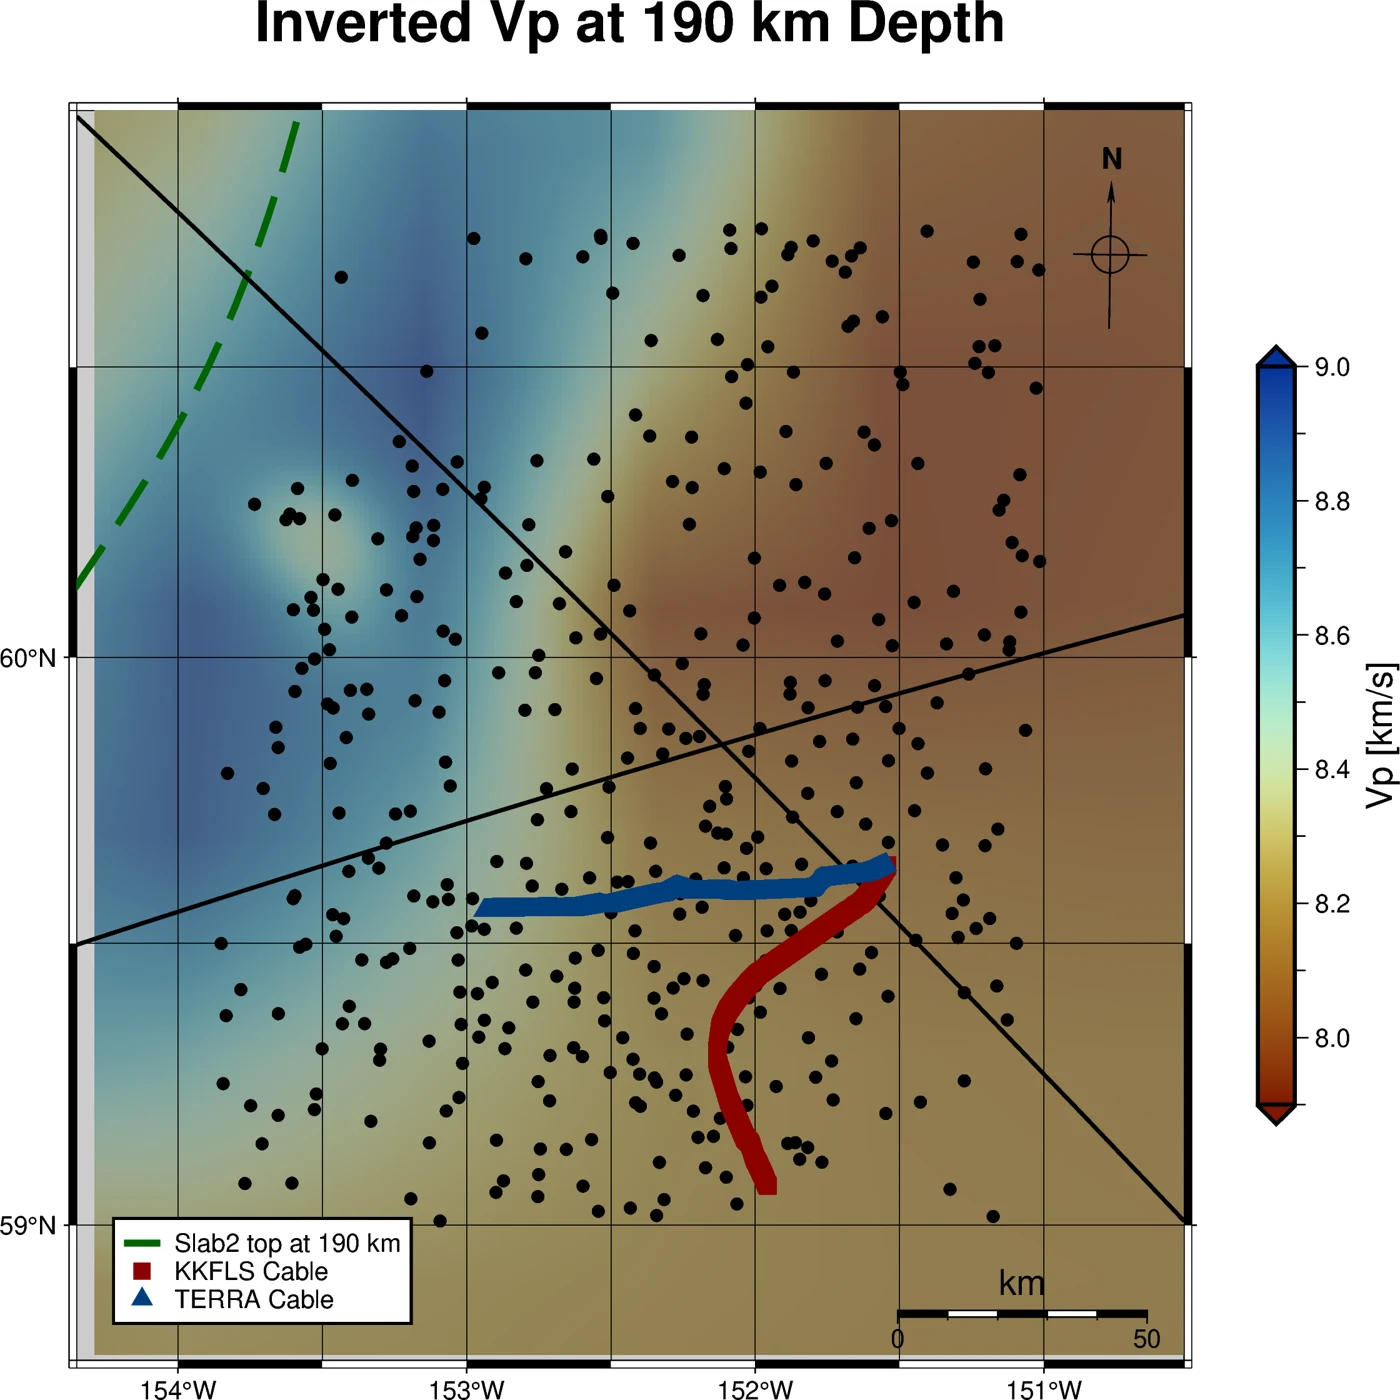 Inverted Vp at 190 km Depth
N
9.0
8.8
8.6
8.4
8.2
8.0
Vp [km/s]
60°N
59°N
Slab2 top at 190 km
KKFLS Cable
TERRA Cable
km
0 50
154°W 153°W 152°W 151°W